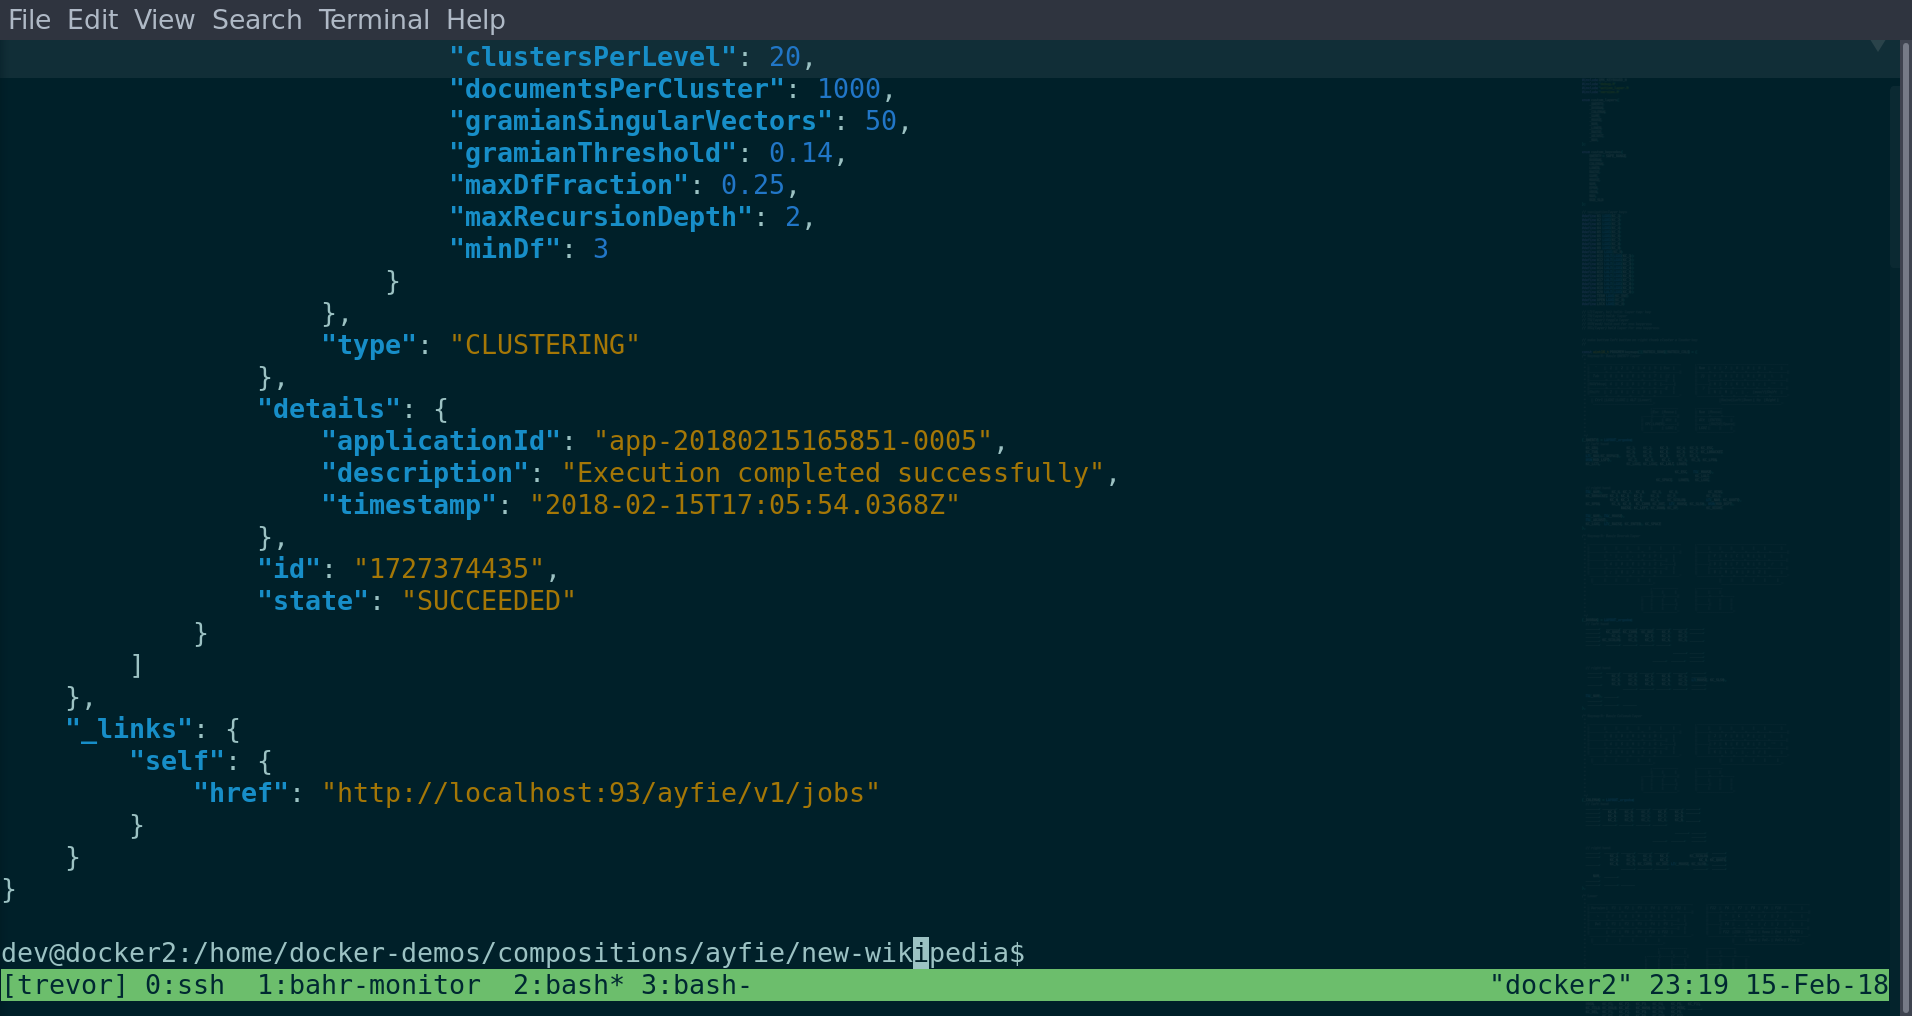 File Edit View Search Terminal Help
"clustersPerLevel": 20,
"documentsPerCluster": 1000,
"gramianSingularVectors": 50,
"gramianThreshold": 0.14,
"maxDfFraction": 0.25,
"maxRecursionDepth": 2,
"minDf": 3
}
},
"type": "CLUSTERING"
},
"details": {
"applicationId": "app-20180215165851-0005",
"description": "Execution completed successfully",
"timestamp": "2018-02-15T17:05:54.0368Z"
},
"id": "1727374435",
"state": "SUCCEEDED"
}
]
},
"_links": {
"self": {
"href": "http://localhost:93/ayfie/v1/jobs"
}
}
}
dev@docker2:/home/docker-demos/compositions/ayfie/new-wikipedia$
[trevor] 0:ssh  1:bahr-monitor  2:bash* 3:bash- "docker2" 23:19 15-Feb-18